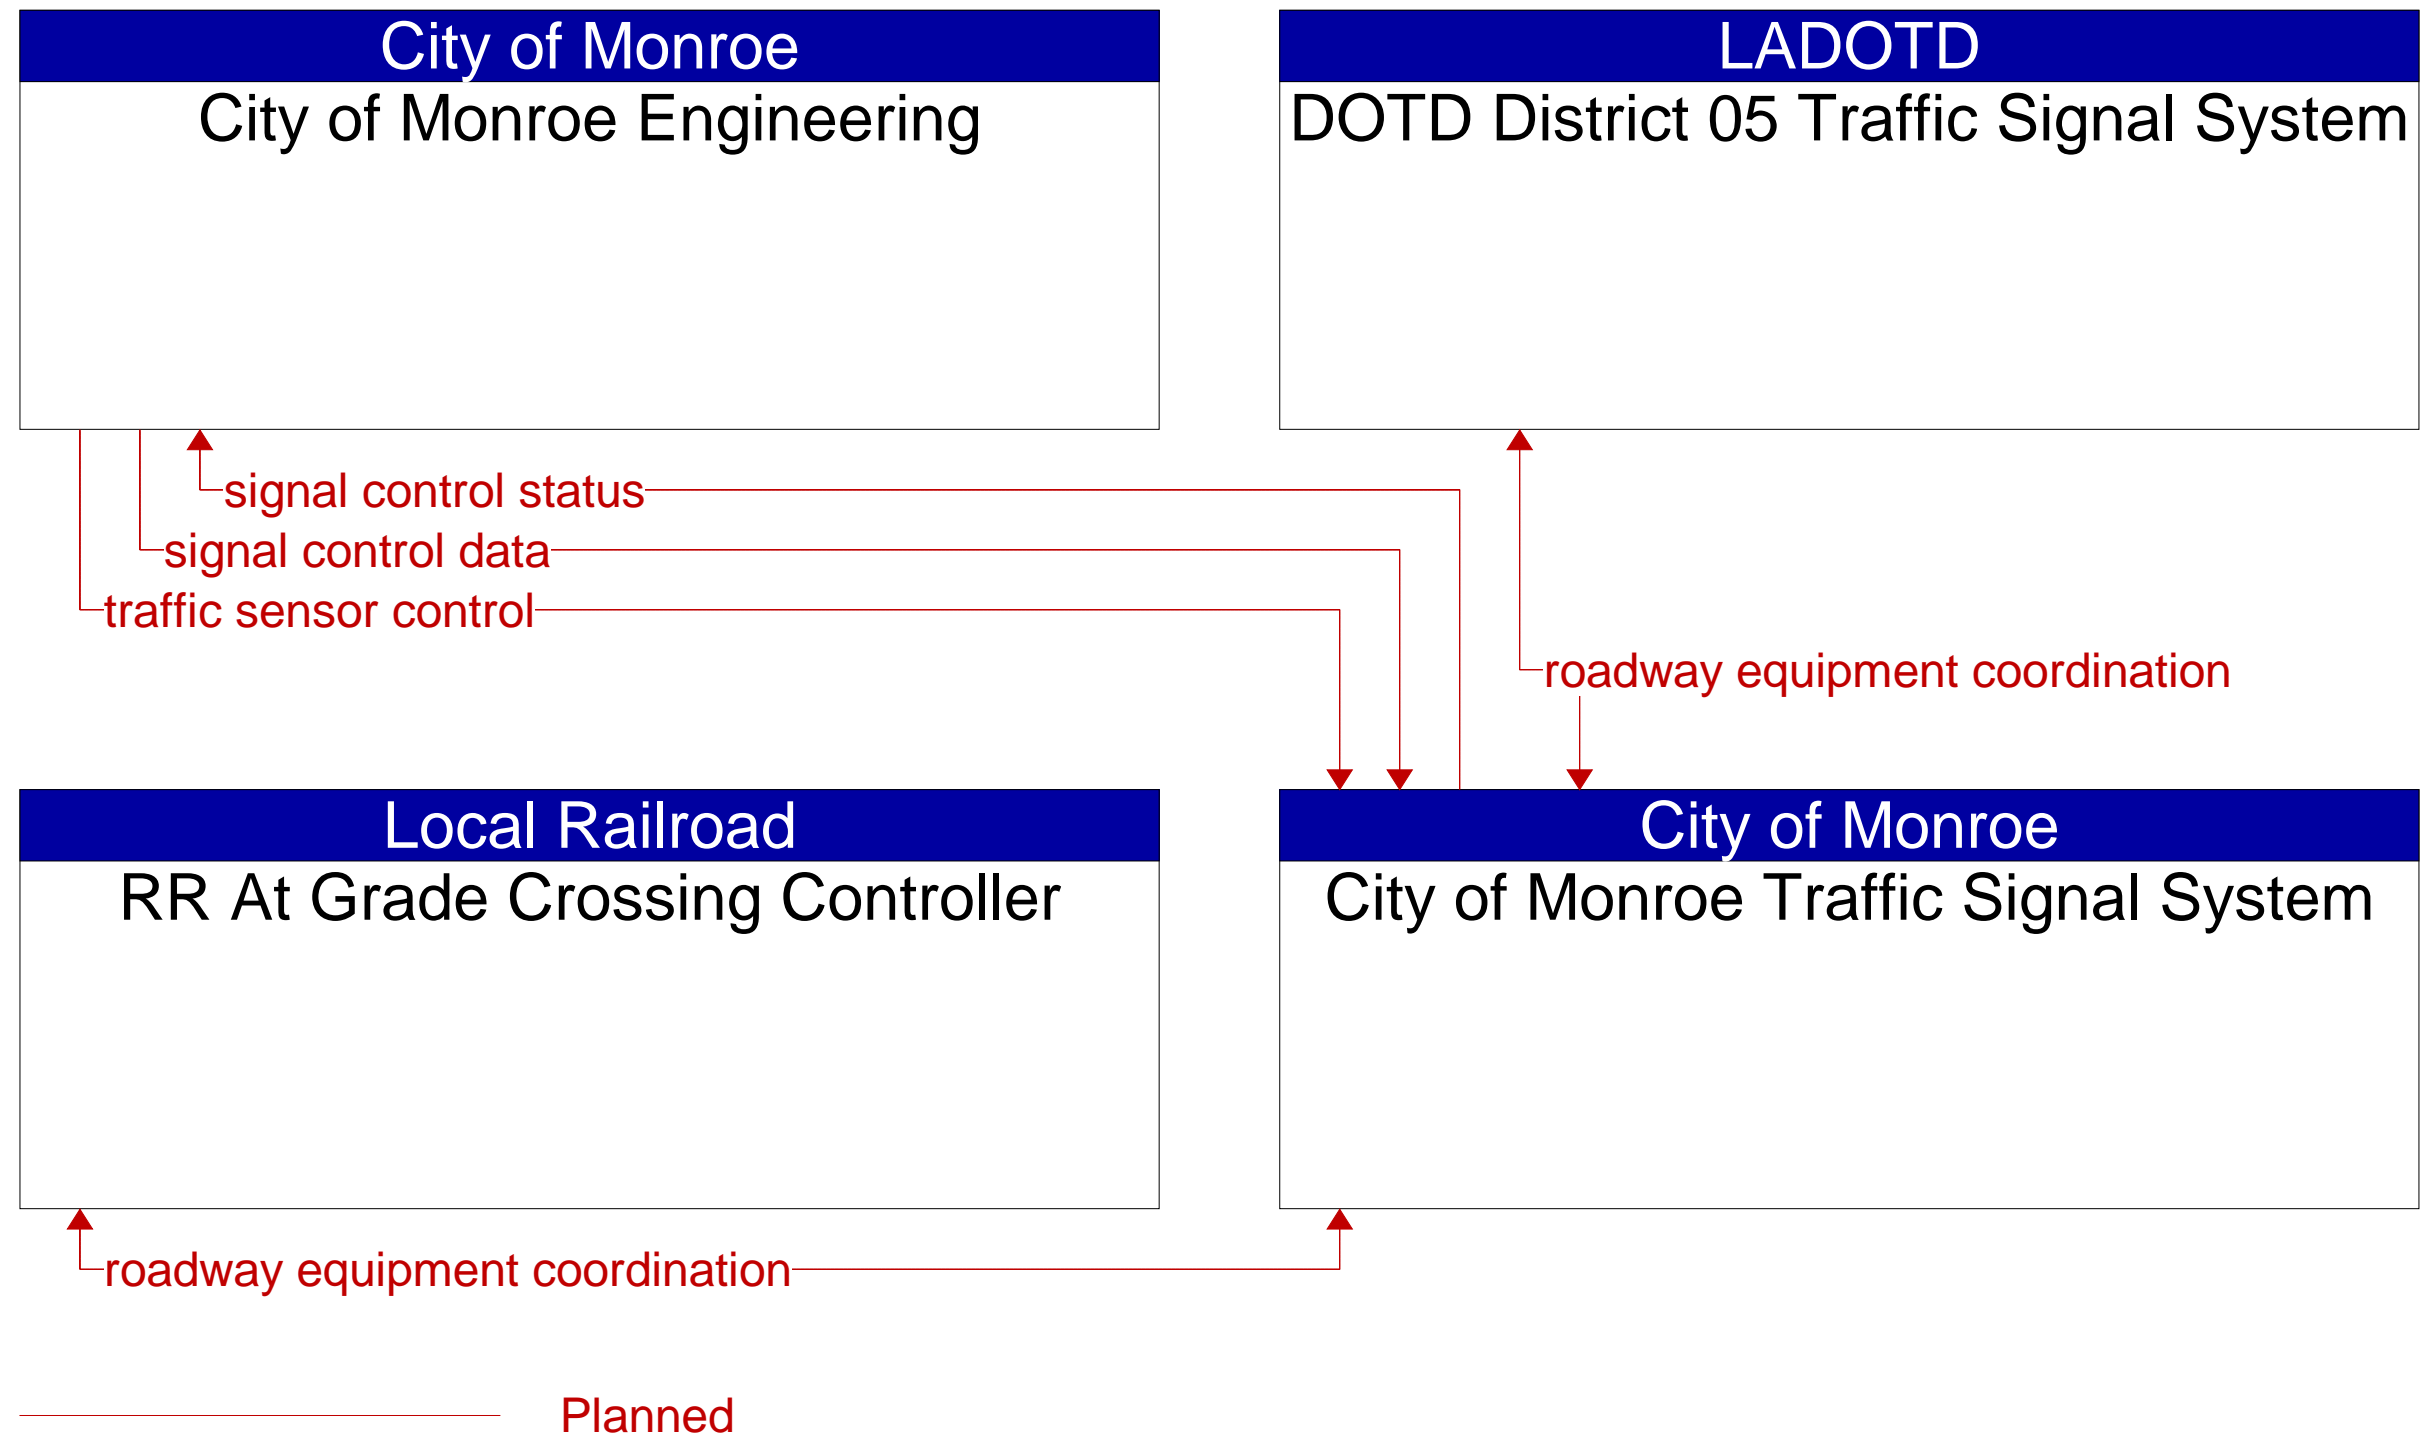 City of Monroe
City of Monroe Engineering
LADOTD
DOTD District 05 Traffic Signal System
signal control status
signal control data
traffic sensor control
roadway equipment coordination
Local Railroad
RR At Grade Crossing Controller
City of Monroe
City of Monroe Traffic Signal System
roadway equipment coordination
Planned